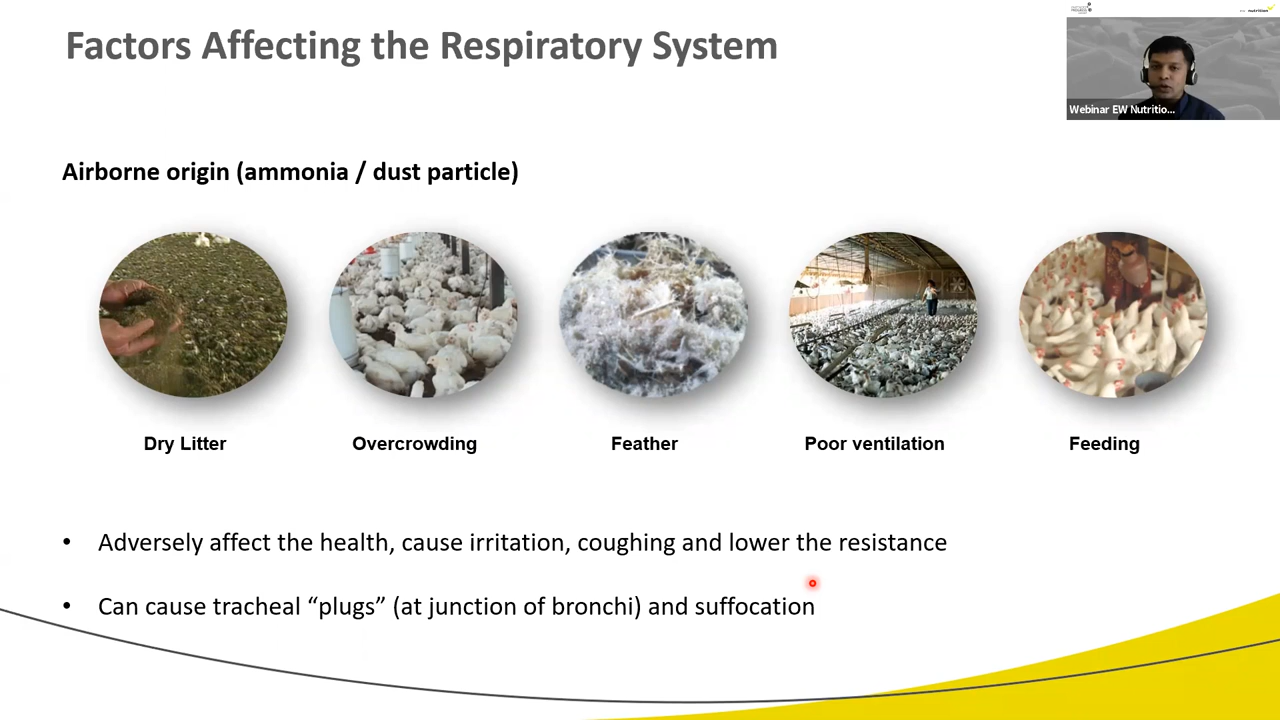 Factors Affecting the Respiratory System
nutrition
Webinar EW Nutritio...
Airborne origin (ammonia / dust particle)
Dry Litter
Overcrowding
Feather
Poor ventilation
Feeding
• Adversely affect the health, cause irritation, coughing and lower the resistance
• Can cause tracheal “plugs” (at junction of bronchi) and suffocation